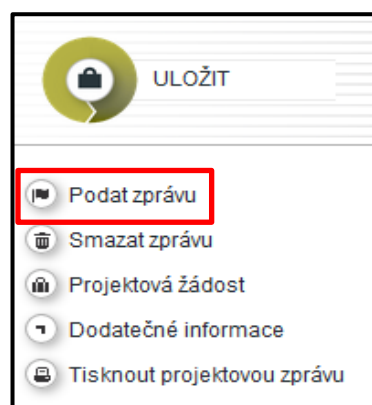 ULOŽIT
Podat zprávu
Smazat zprávu
Projektová žádost
Dodatečné informace
Tisknout projektovou zprávu